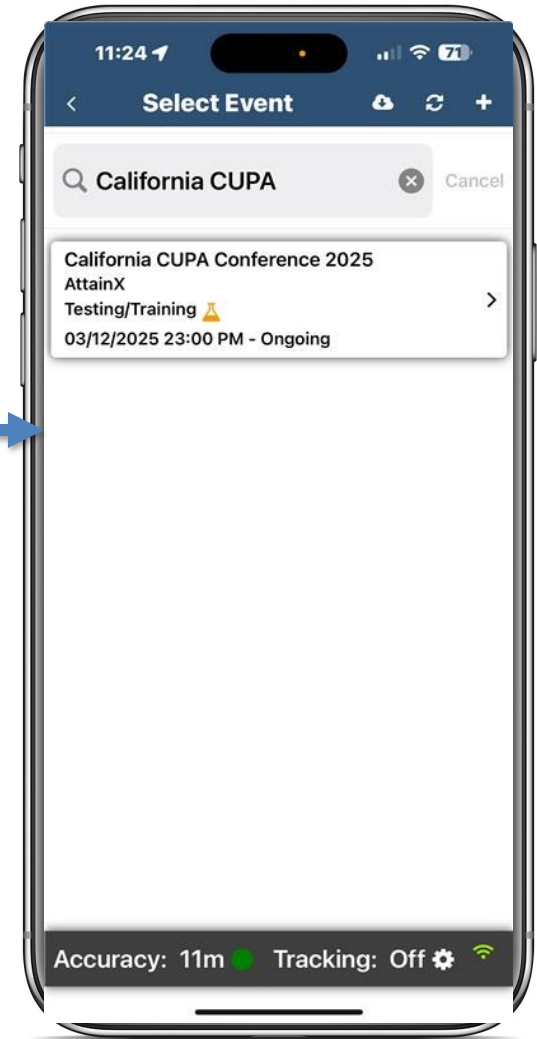 11:24
71
Select Event
California CUPA
Cancel
California CUPA Conference 2025
AttainX
Testing/Training
03/12/2025 23:00 PM - Ongoing
Accuracy: 11m Tracking: Off